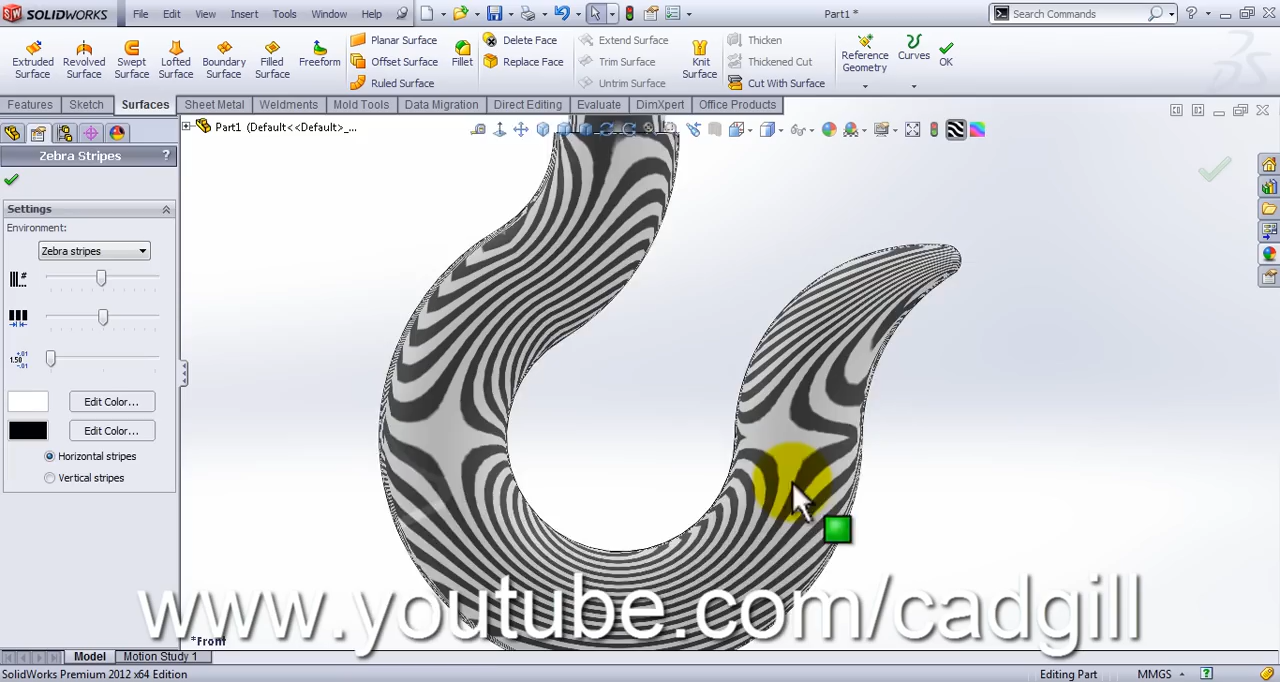 SOLIDWORKS File Edit View Insert Tools Window Help Part1 * Search Commands
Extruded Surface
Revolved Surface
Swept Surface
Lofted Surface
Boundary Surface
Filled Surface
Freeform
Planar Surface
Offset Surface
Ruled Surface
Fillet
Delete Face
Replace Face
Extend Surface
Trim Surface
Untrim Surface
Knit Surface
Thicken
Thickened Cut
Cut With Surface
Reference Geometry
Curves
OK
Features Sketch Surfaces Sheet Metal Weldments Mold Tools Data Migration Direct Editing Evaluate DimXpert Office Products
Part1 (Default<<Default>_...
Zebra Stripes ?
Settings
Environment:
Zebra stripes
Edit Color...
Edit Color...
Horizontal stripes
Vertical stripes
www.youtube.com/cadgill
*Front
Model Motion Study 1
SolidWorks Premium 2012 x64 Edition Editing Part MMGS